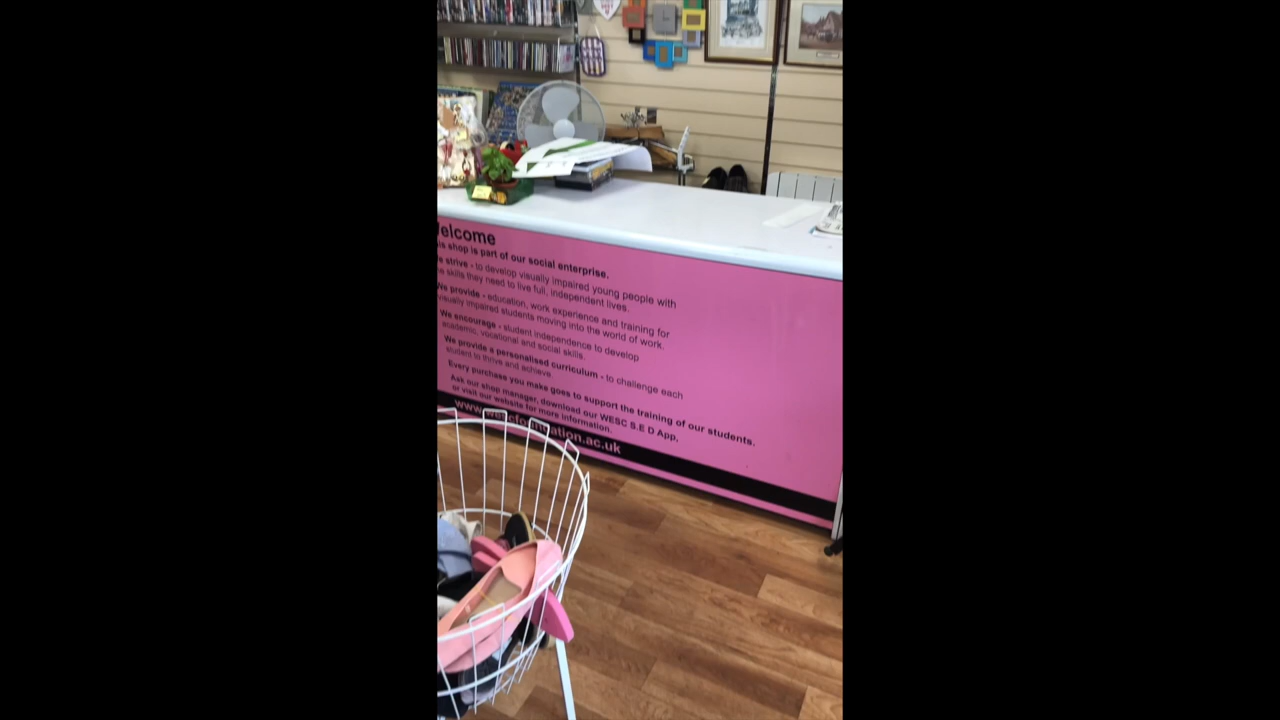 elcome
is shop is part of our social enterprise.
e strive - to develop visually impaired young people with
e skills they need to live full, independent lives.
We provide - education, work experience and training for
visually impaired students moving into the world of work.
We encourage - student independence to develop
academic, vocational and social skills.
We provide a personalised curriculum - to challenge each
student to thrive and achieve
Every purchase you make goes to support the training of our students.
Ask our shop manager, download our WESC S.E D App,
or visit our website for more information.
www.wescfoundation.ac.uk